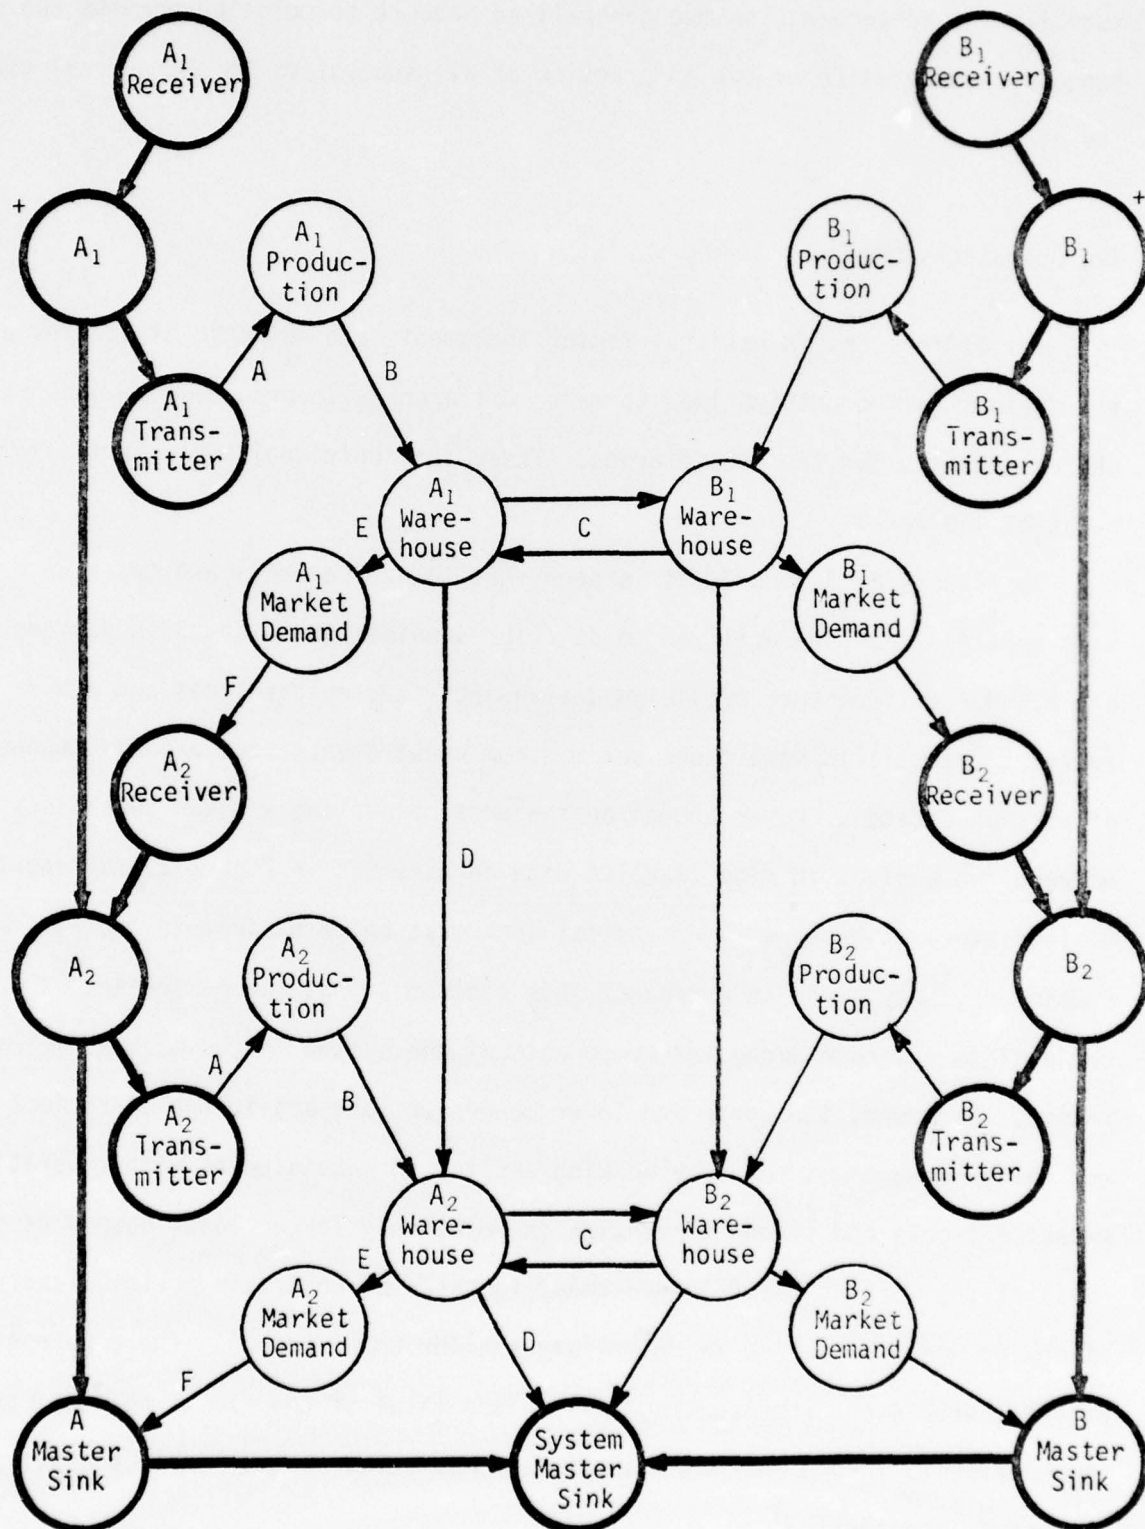 A₁
Receiver
B₁
Receiver
+
A₁
A₁
Produc-
tion
B₁
Produc-
tion
+
B₁
A
B
A₁
Trans-
mitter
B₁
Trans-
mitter
A₁
Ware-
house
B₁
Ware-
house
E
C
A₁
Market
Demand
B₁
Market
Demand
F
A₂
Receiver
B₂
Receiver
D
A₂
A₂
Produc-
tion
B₂
Produc-
tion
B₂
A
B
A₂
Trans-
mitter
B₂
Trans-
mitter
A₂
Ware-
house
B₂
Ware-
house
E
C
A₂
Market
Demand
B₂
Market
Demand
D
F
A
Master
Sink
System
Master
Sink
B
Master
Sink